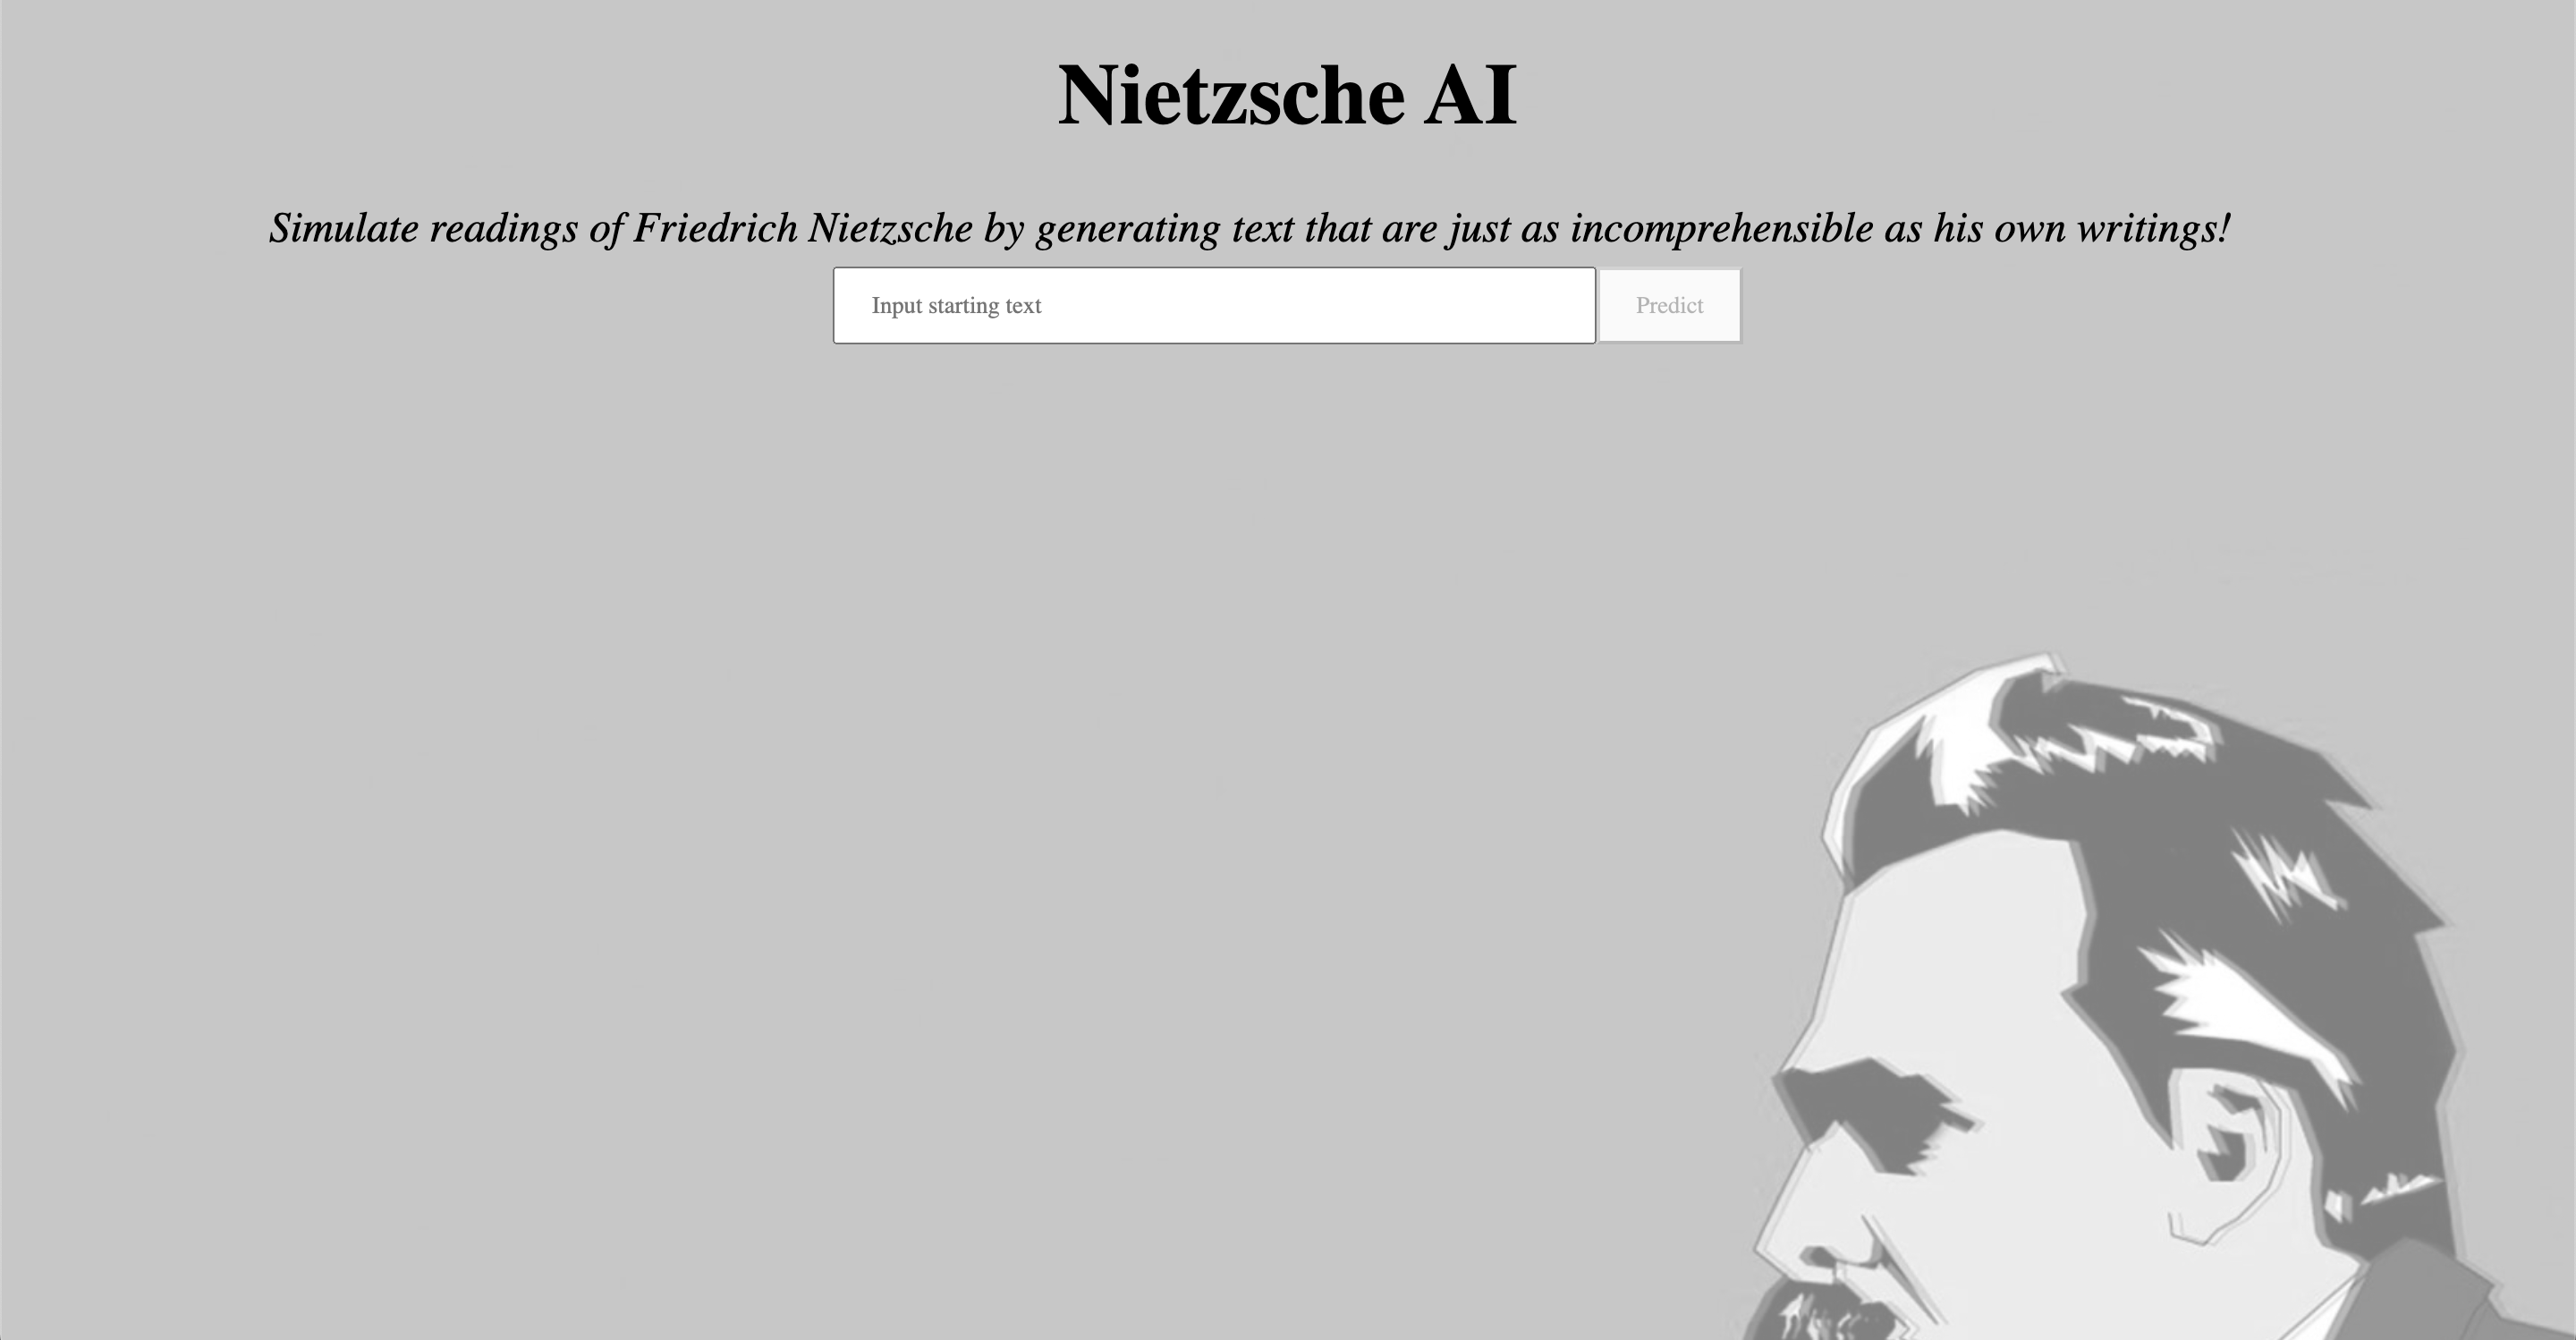 Nietzsche AI
Simulate readings of Friedrich Nietzsche by generating text that are just as incomprehensible as his own writings!
Input starting text
Predict